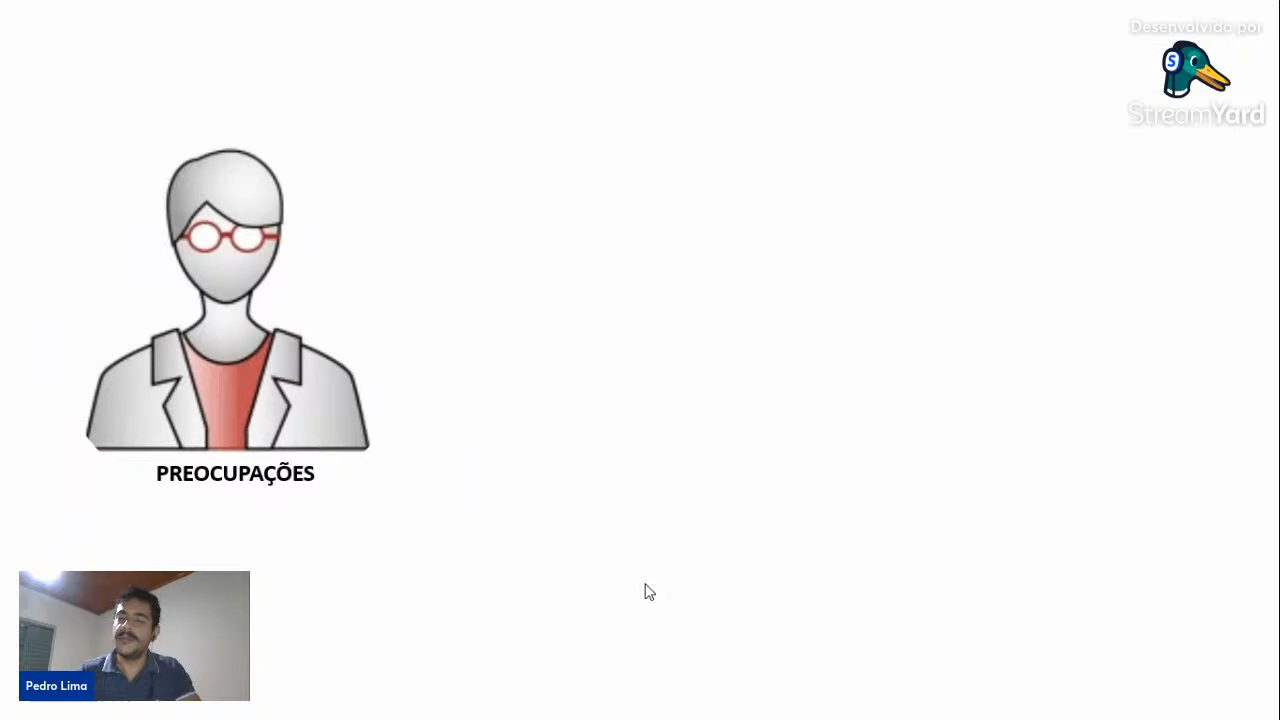 Desenvolvido por
S
StreamYard
PREOCUPAÇÕES
Pedro Lima